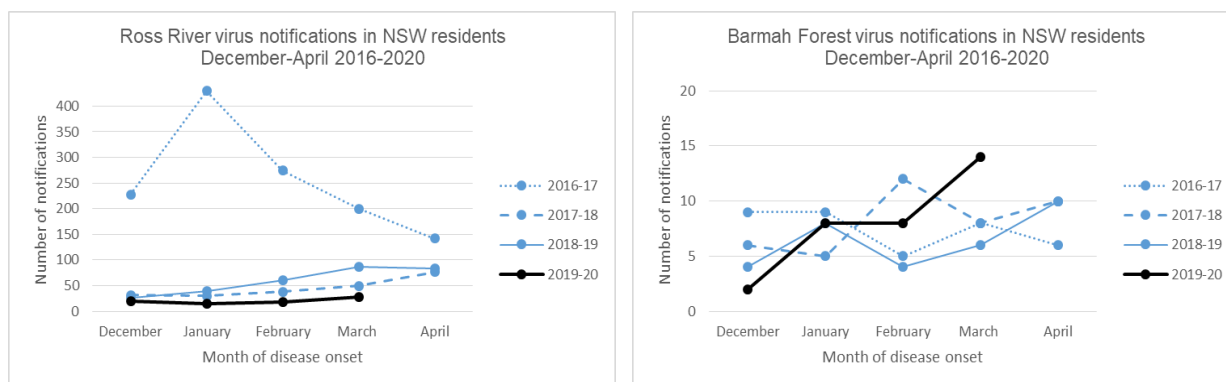 Ross River virus notifications in NSW residents
December-April 2016-2020
Number of notifications
400
350
300
250
200
150
100
50
0
December January February March April
Month of disease onset
2016-17
2017-18
2018-19
2019-20
Barmah Forest virus notifications in NSW residents
December-April 2016-2020
Number of notifications
20
15
10
5
0
December January February March April
Month of disease onset
2016-17
2017-18
2018-19
2019-20